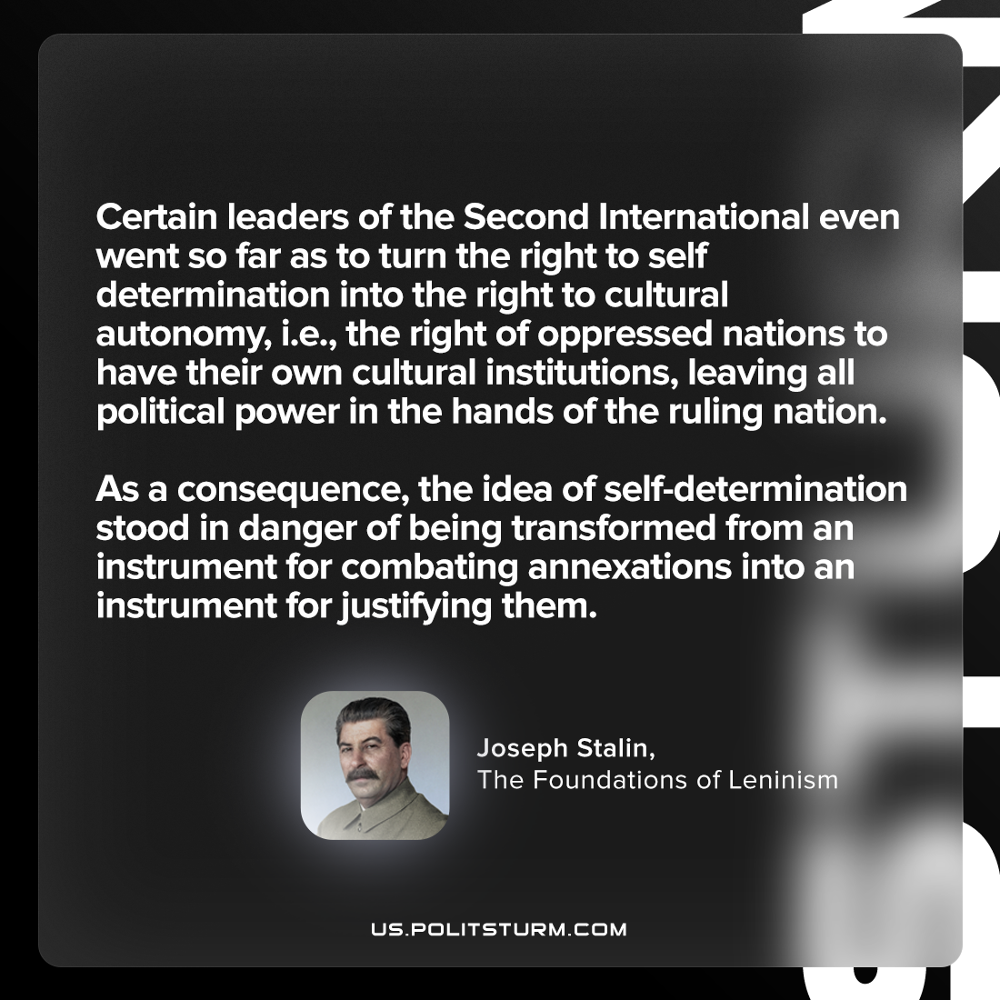 Certain leaders of the Second International even
went so far as to turn the right to self
determination into the right to cultural
autonomy, i.e., the right of oppressed nations to
have their own cultural institutions, leaving all
political power in the hands of the ruling nation.
As a consequence, the idea of self-determination
stood in danger of being transformed from an
instrument for combating annexations into an
instrument for justifying them.
Joseph Stalin,
The Foundations of Leninism
US.POLITSTURM.COM